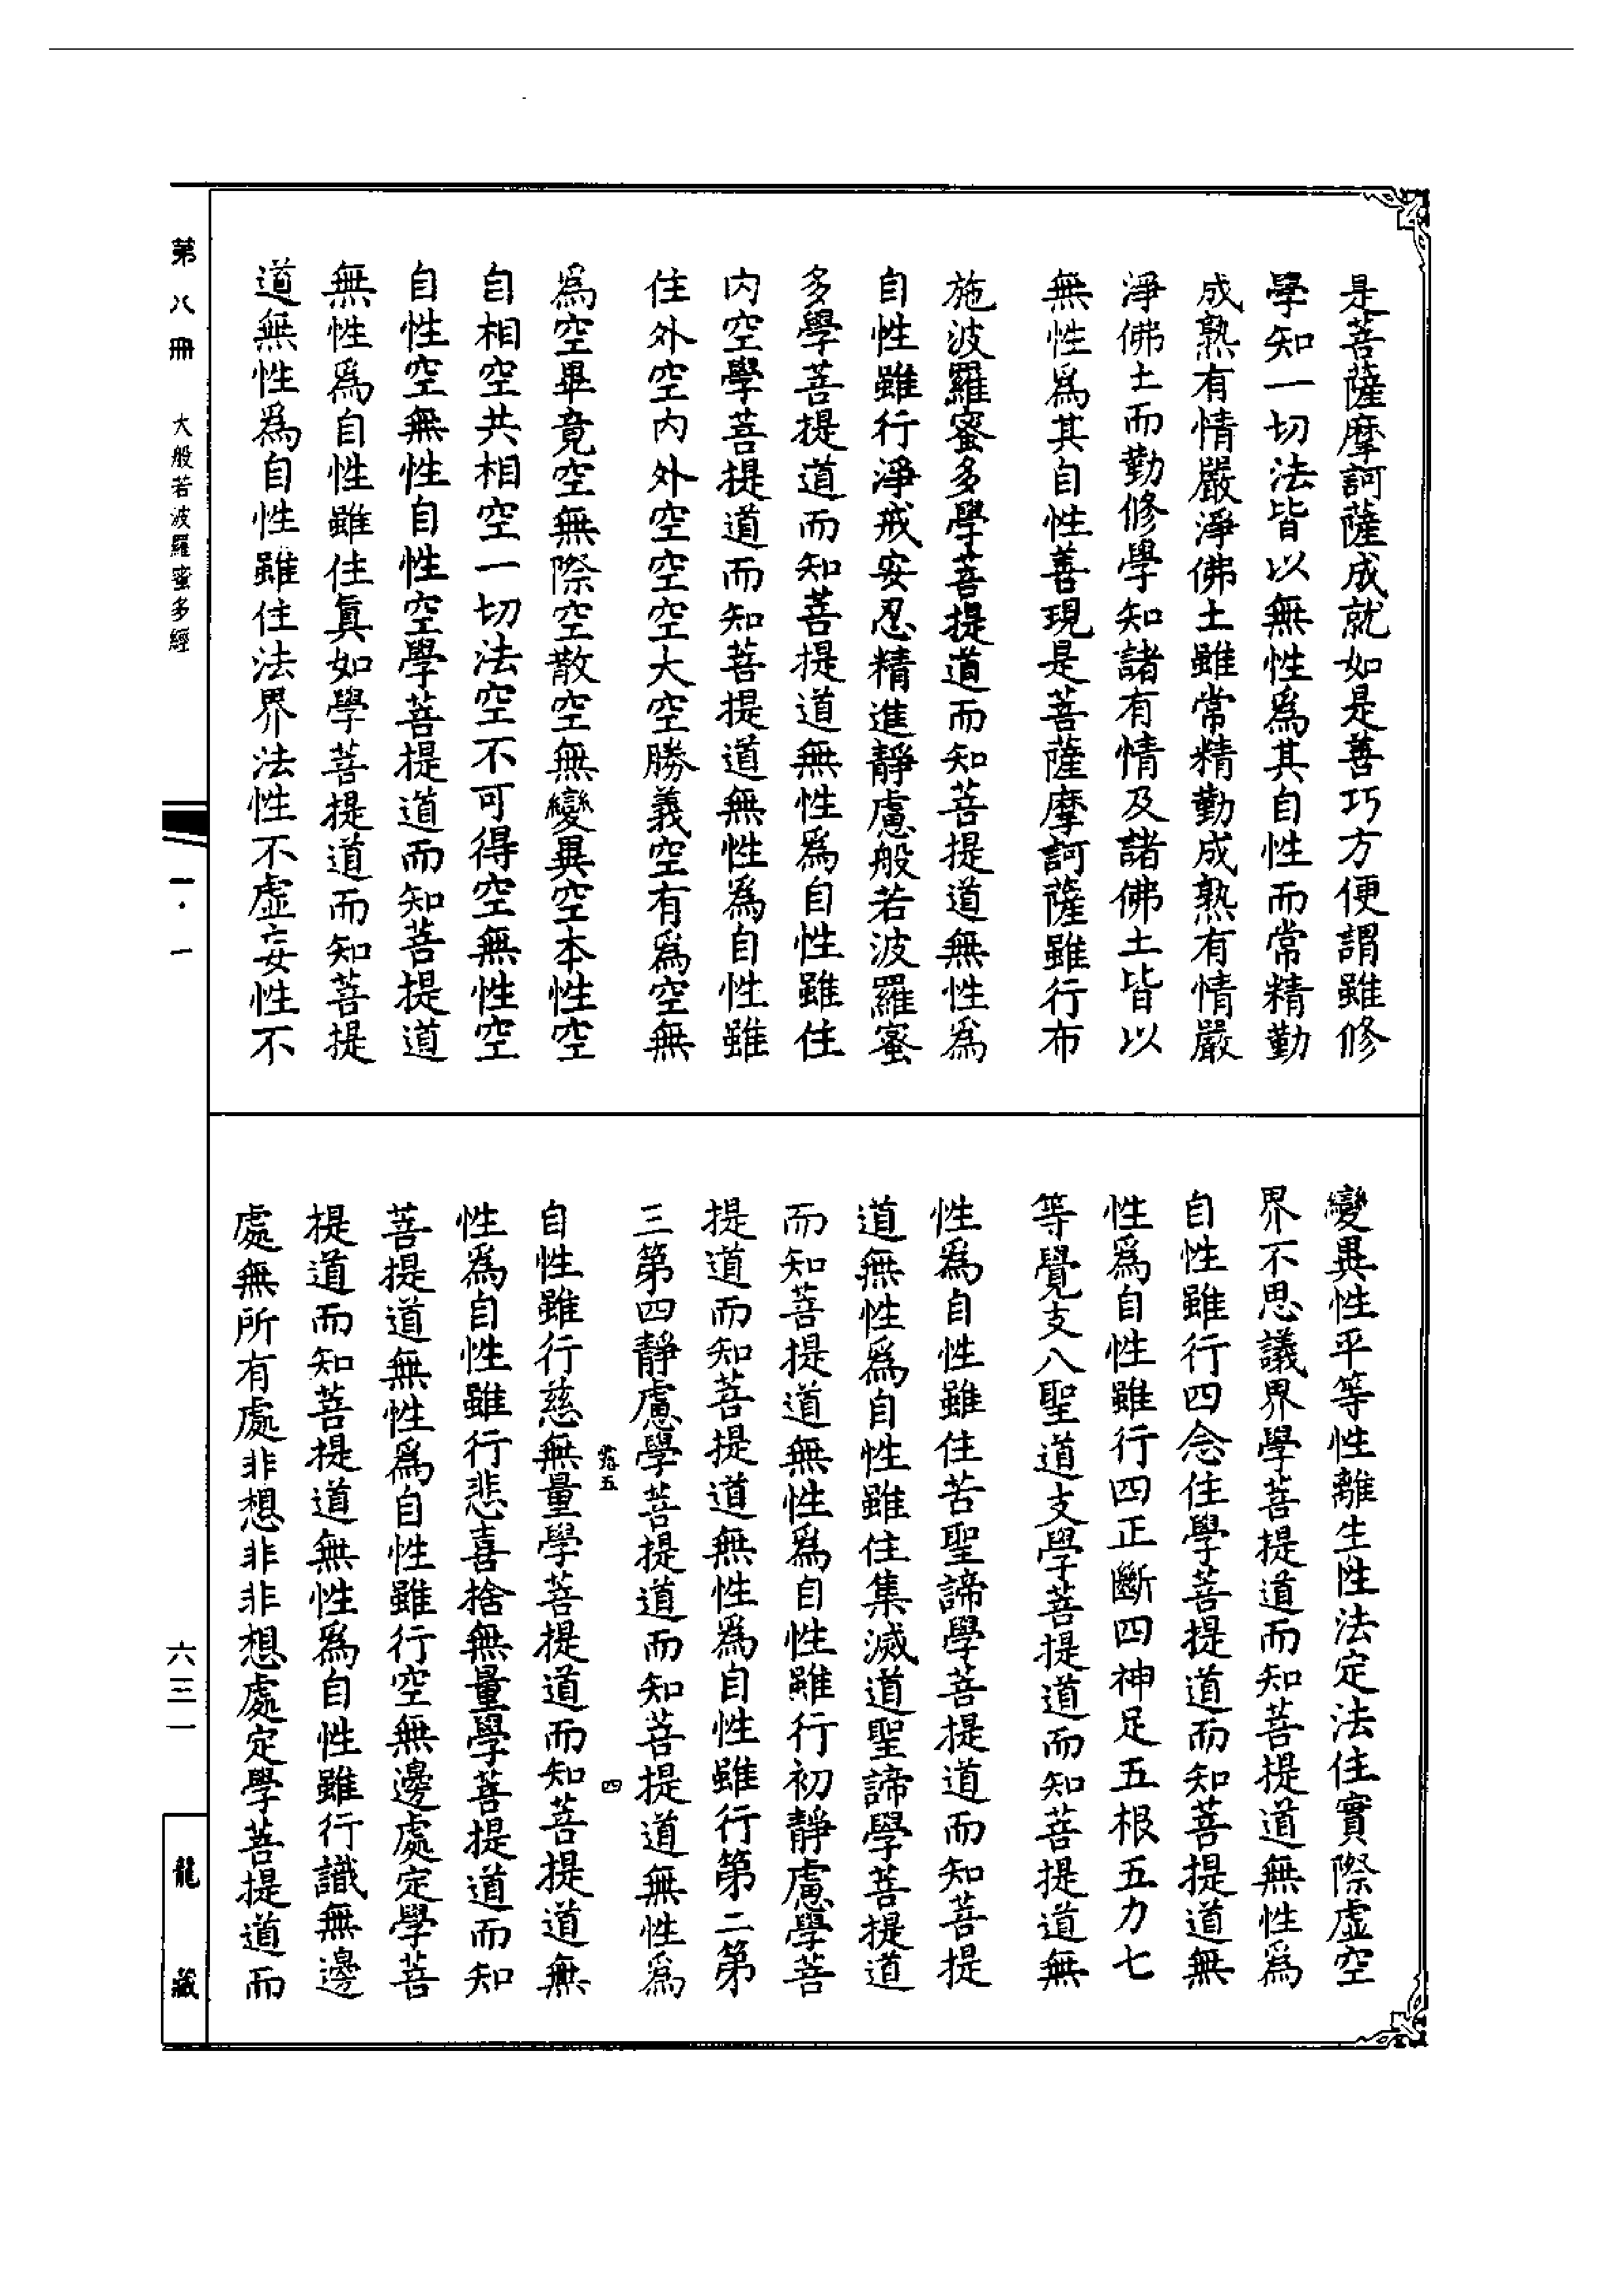 是菩薩摩訶薩成就如是善巧方便謂雖修
學知一切法皆以無性爲其自性而常精勤
成熟有情嚴淨佛土雖常精勤成熟有情嚴
淨佛土而勤修學知諸有情及諸佛土皆以
無性爲其自性善現是菩薩摩訶薩雖行布
施波羅蜜多學菩提道而知菩提道無性爲
自性雖行淨戒安忍精進靜慮般若波羅蜜
多學菩提道而知菩提道無性爲自性雖住
内空學菩提道而知菩提道無性爲自性雖
住外空内外空空空大空勝義空有爲空無
爲空畢竟空無際空散空無變異空本性空
自相空共相空一切法空不可得空無性空
自性空無性自性空學菩提道而知菩提道
無性爲自性雖住真如學菩提道而知菩提
道無性爲自性雖住法界法性不虛妄性不
變異性平等性離生性法定法住實際虛空
界不思議界學菩提道而知菩提道無性爲
自性雖行四念住學菩提道而知菩提道無
性爲自性雖行四正斷四神足五根五力七
等覺支八聖道支學菩提道而知菩提道無
性爲自性雖住苦聖諦學菩提道而知菩提
道無性爲自性雖住集滅道聖諦學菩提道
而知菩提道無性爲自性雖行初靜慮學菩
提道而知菩提道無性爲自性雖行第二第
三第四靜慮學菩提道而知菩提道無性爲
五 四
自性雖行慈無量學菩提道而知菩提道無
性爲自性雖行悲喜捨無量學菩提道而知
菩提道無性爲自性雖行空無邊處定學菩
提道而知菩提道無性爲自性雖行識無邊
處無所有處非想非非想處定學菩提道而
第八冊 大般若波羅蜜多經 一·一 六三一 龍藏